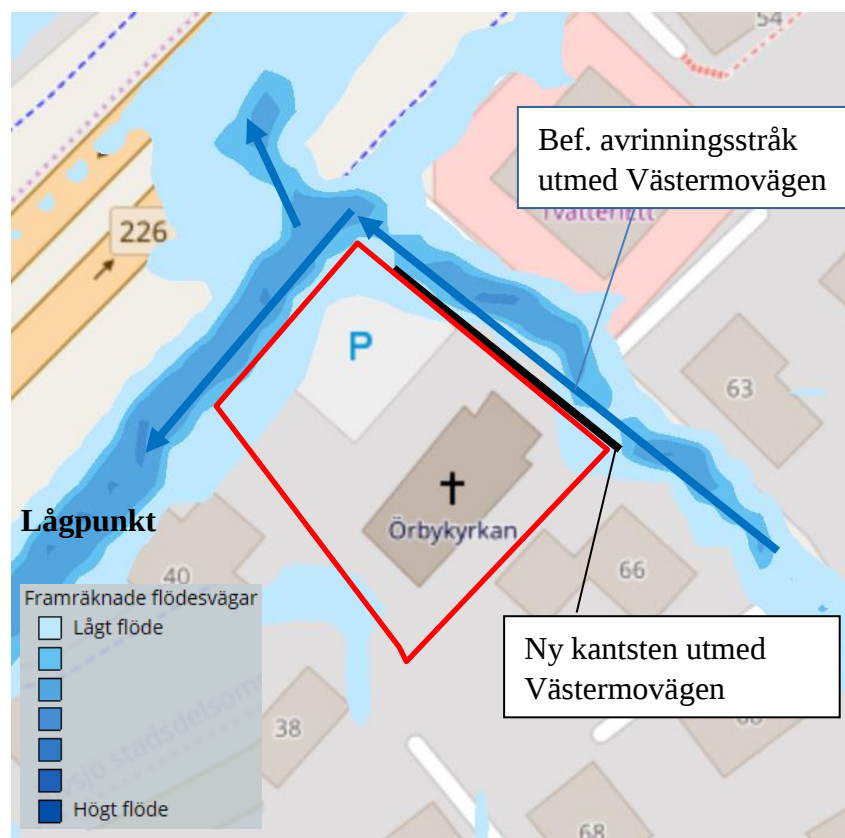 54
Bef. avrinningsstråk
utmed Västermovägen
226
P
63
Örbykyrkan
Lågpunkt
40
66
Framräknade flödesvägar
Lågt flöde
Högt flöde
Ny kantsten utmed
Västermovägen
38
68